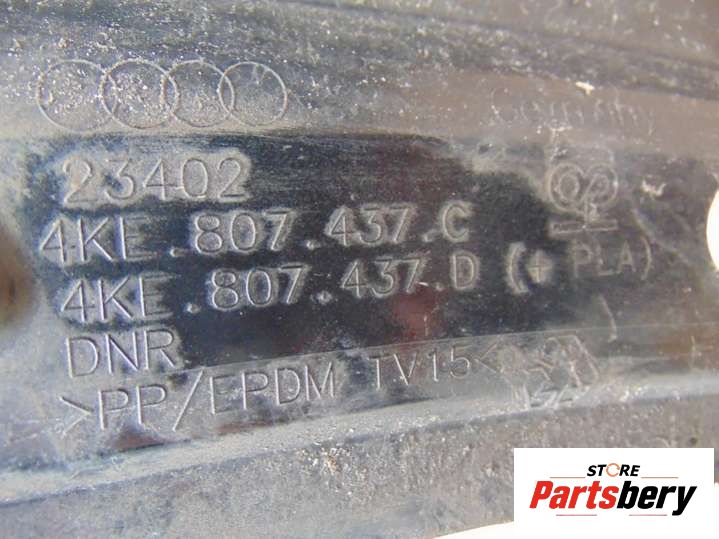 Germany
23402
4KE.807.437.C
4KE.807.437.D (+ PLA)
DNR
>PP/EPDM TV15<
STORE
Partsbery